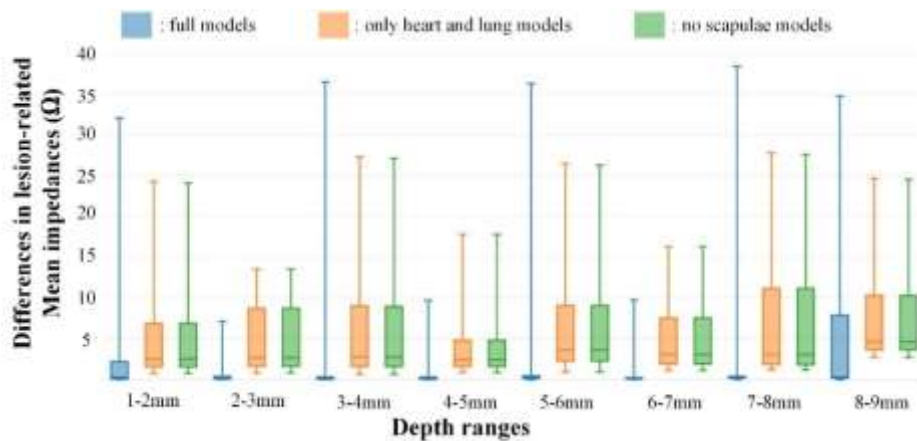 : full models : only heart and lung models : no scapulae models
Differences in lesion-related
Mean impedances (Ω)
40
35
30
25
20
15
10
5
1-2mm 2-3mm 3-4mm 4-5mm 5-6mm 6-7mm 7-8mm 8-9mm
Depth ranges